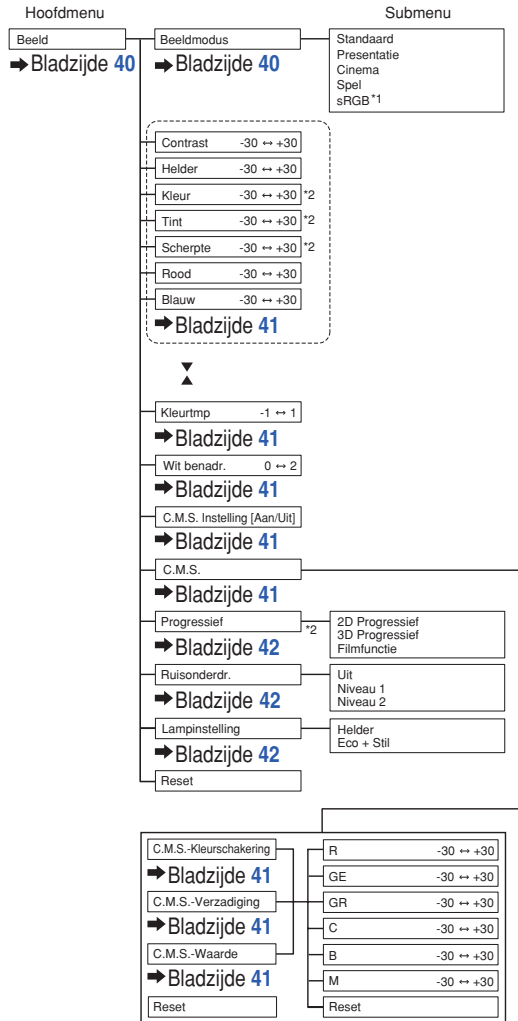 Hoofdmenu Submenu
Beeld Beeldmodus Standaard
➡Bladzijde 40 ➡Bladzijde 40 Presentatie
Cinema
Spel
sRGB*1
Contrast -30 ↔ +30
Helder -30 ↔ +30
Kleur -30 ↔ +30 *2
Tint -30 ↔ +30 *2
Scherpte -30 ↔ +30 *2
Rood -30 ↔ +30
Blauw -30 ↔ +30
➡Bladzijde 41
Kleurtmp -1 ↔ 1
➡Bladzijde 41
Wit benadr. 0 ↔ 2
➡Bladzijde 41
C.M.S. Instelling [Aan/Uit]
➡Bladzijde 41
C.M.S.
➡Bladzijde 41
Progressief *2 2D Progressief
➡Bladzijde 42 3D Progressief
Filmfunctie
Ruisonderdr. Uit
➡Bladzijde 42 Niveau 1
Niveau 2
Lampinstelling Helder
➡Bladzijde 42 Eco + Stil
Reset
C.M.S.-Kleurschakering R -30 ↔ +30
➡Bladzijde 41 GE -30 ↔ +30
C.M.S.-Verzadiging GR -30 ↔ +30
➡Bladzijde 41 C -30 ↔ +30
C.M.S.-Waarde B -30 ↔ +30
➡Bladzijde 41 M -30 ↔ +30
Reset Reset